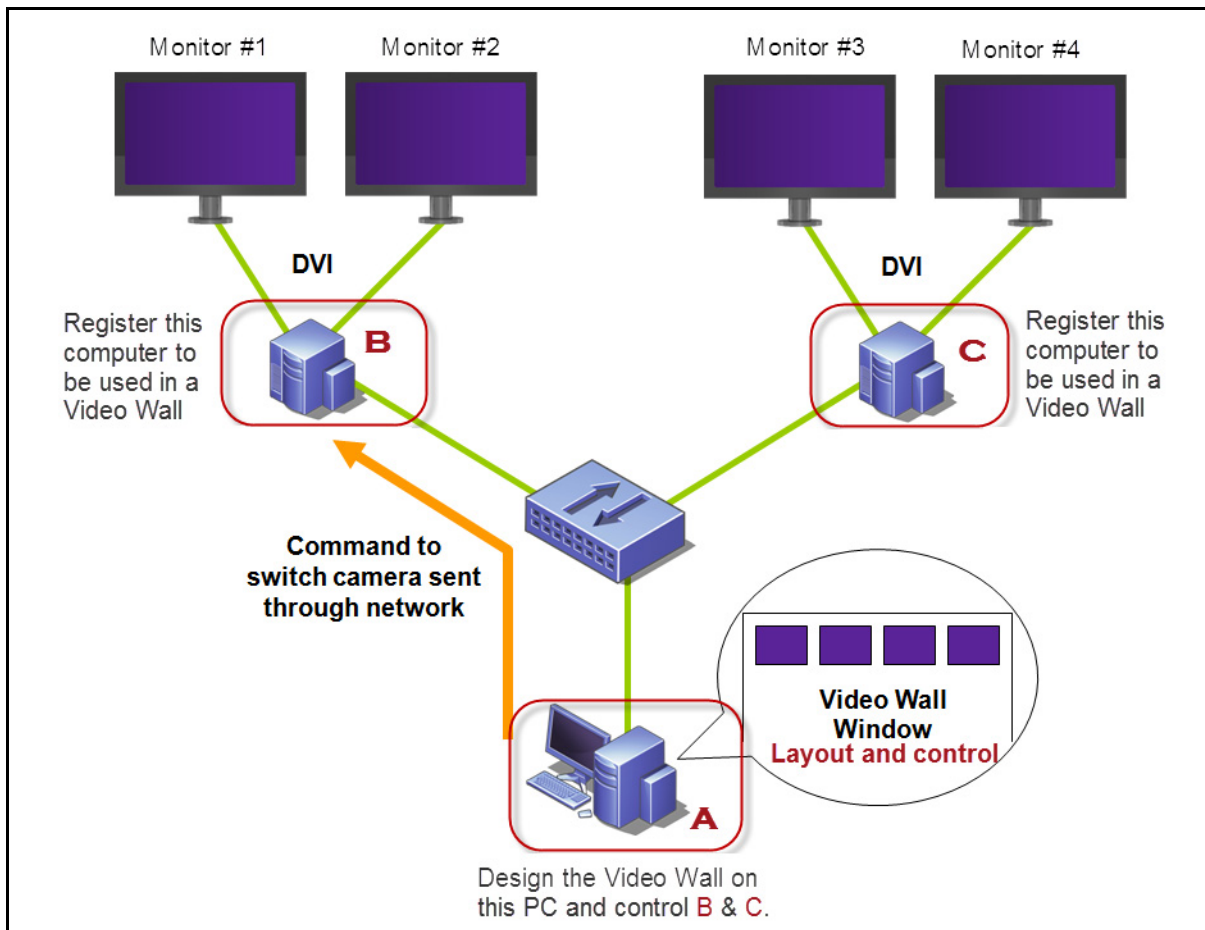 Monitor #1
Monitor #2
Monitor #3
Monitor #4
DVI
DVI
Register this
computer to
be used in a
Video Wall
B
C
Register this
computer to
be used in a
Video Wall
Command to
switch camera sent
through network
Video Wall
Window
Layout and control
A
Design the Video Wall on
this PC and control B & C.